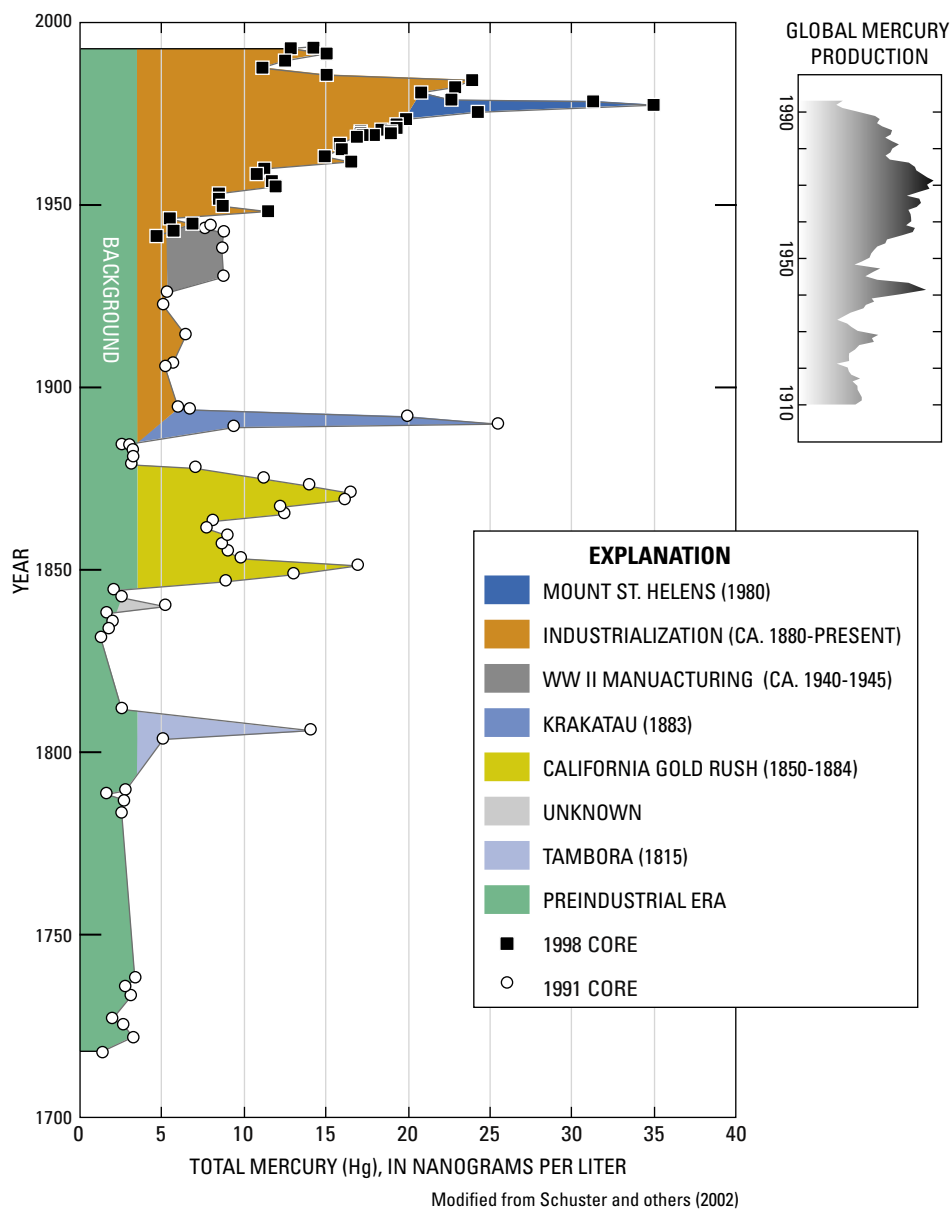 GLOBAL MERCURY
PRODUCTION
1990
1950
1910
2000
1950
1900
1850
1800
1750
1700
YEAR
BACKGROUND
EXPLANATION
MOUNT ST. HELENS (1980)
INDUSTRIALIZATION (CA. 1880-PRESENT)
WW II MANUACTURING (CA. 1940-1945)
KRAKATAU (1883)
CALIFORNIA GOLD RUSH (1850-1884)
UNKNOWN
TAMBORA (1815)
PREINDUSTRIAL ERA
1998 CORE
1991 CORE
0 5 10 15 20 25 30 35 40
TOTAL MERCURY (Hg), IN NANOGRAMS PER LITER
Modified from Schuster and others (2002)